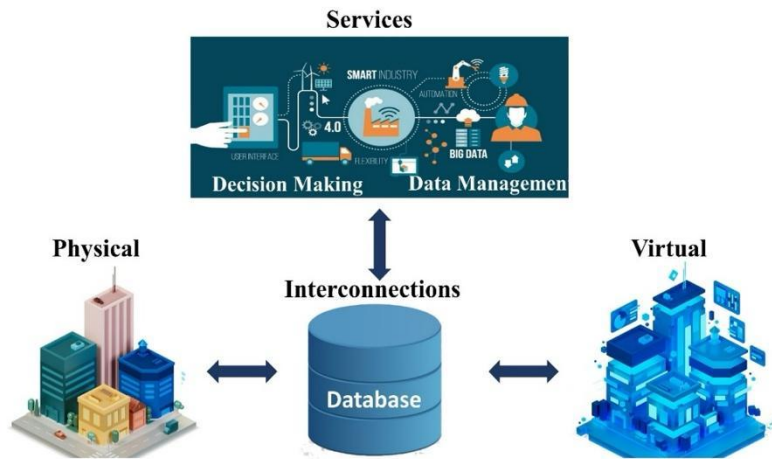 Services
SMART INDUSTRY
AUTOMATION
4.0
USER INTERFACE
FLEXIBILITY
BIG DATA
Decision Making
Data Managemen
Physical
Virtual
Interconnections
Database